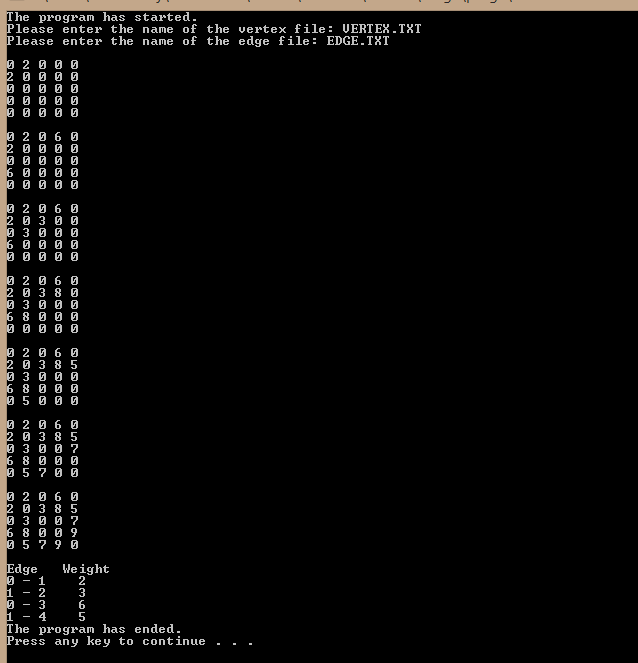 The program has started.
Please enter the name of the vertex file: VERTEX.TXT
Please enter the name of the edge file: EDGE.TXT
0 2 0 0 0
2 0 0 0 0
0 0 0 0 0
0 0 0 0 0
0 0 0 0 0
0 2 0 6 0
2 0 0 0 0
0 0 0 0 0
6 0 0 0 0
0 0 0 0 0
0 2 0 6 0
2 0 3 0 0
0 3 0 0 0
6 0 0 0 0
0 0 0 0 0
0 2 0 6 0
2 0 3 8 0
0 3 0 0 0
6 8 0 0 0
0 0 0 0 0
0 2 0 6 0
2 0 3 8 5
0 3 0 0 0
6 8 0 0 0
0 5 0 0 0
0 2 0 6 0
2 0 3 8 5
0 3 0 0 7
6 8 0 0 0
0 5 7 0 0
0 2 0 6 0
2 0 3 8 5
0 3 0 0 7
6 8 0 0 9
0 5 7 9 0
Edge   Weight
0 - 1    2
1 - 2    3
0 - 3    6
1 - 4    5
The program has ended.
Press any key to continue . . .